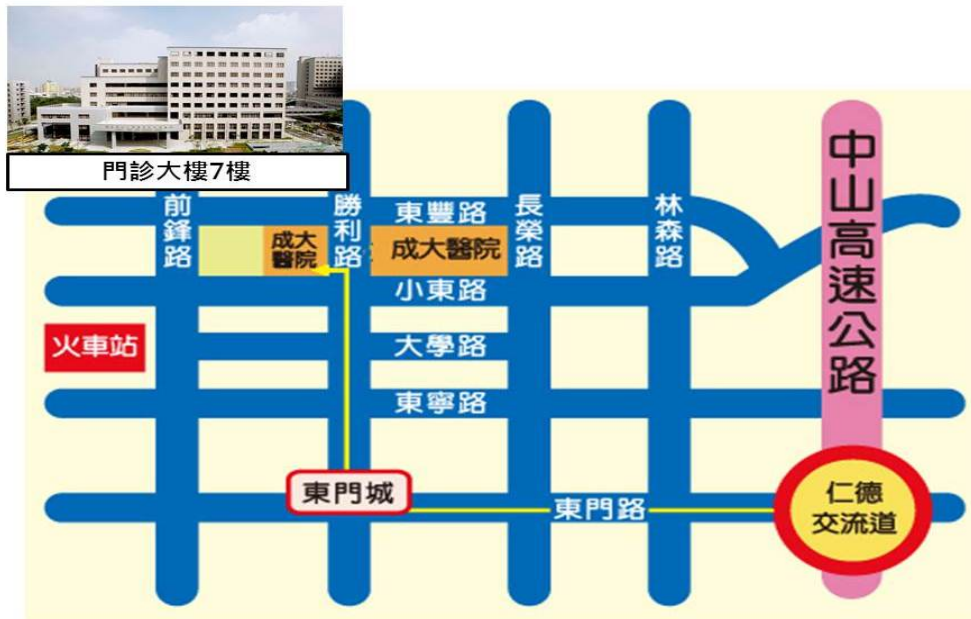 門診大樓7樓
前鋒路
勝利路
東豐路
長榮路
林森路
中山高速公路
成大
醫院
成大醫院
小東路
火車站
大學路
東寧路
東門城
東門路
仁德
交流道